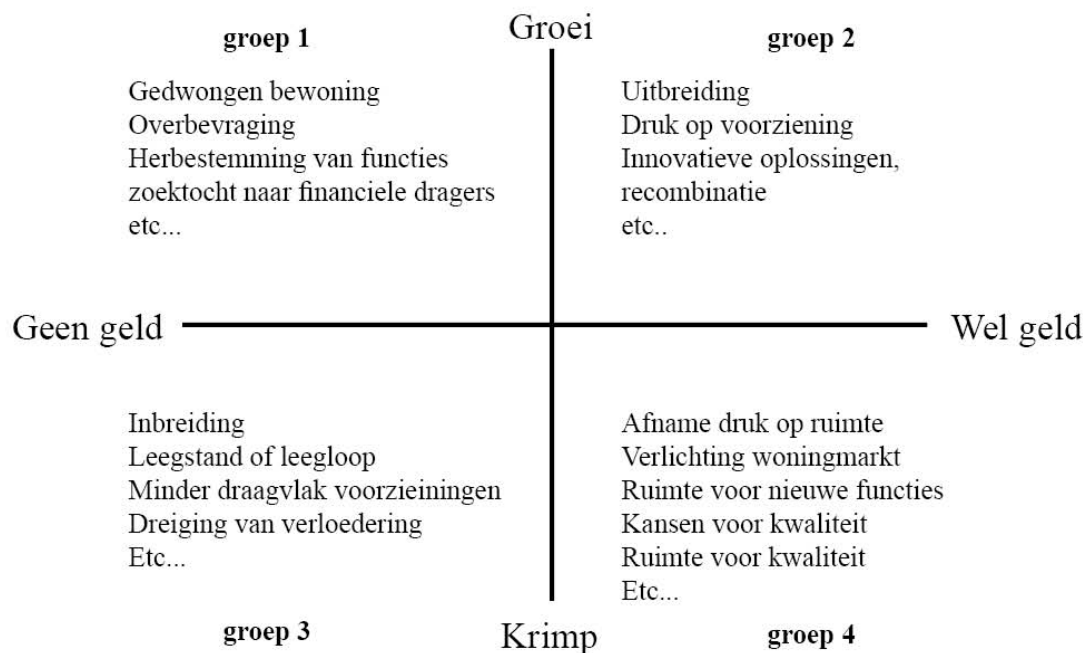 groep 1
Groei
groep 2
Gedwongen bewoning
Overbevraging
Herbestemming van functies
zoektocht naar financiele dragers
etc...
Uitbreiding
Druk op voorziening
Innovatieve oplossingen,
recombinatie
etc..
Geen geld
Wel geld
Inbreiding
Leegstand of leegloop
Minder draagvlak voorzieiningen
Dreiging van verloedering
Etc...
Afname druk op ruimte
Verlichting woningmarkt
Ruimte voor nieuwe functies
Kansen voor kwaliteit
Ruimte voor kwaliteit
Etc...
groep 3
Krimp
groep 4